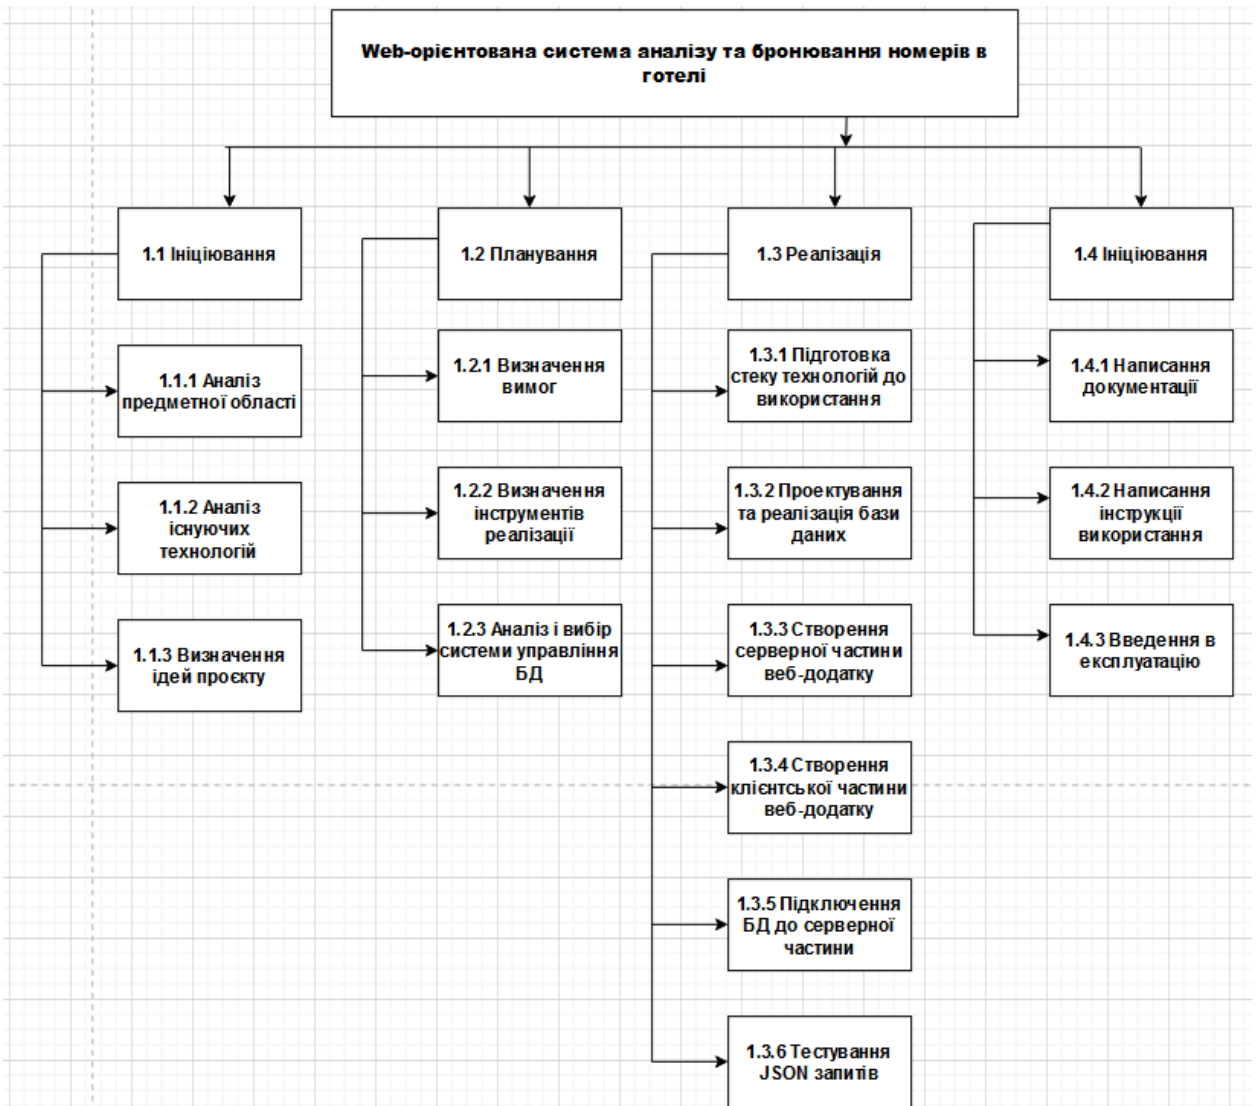 Web-орієнтована система аналізу та бронювання номерів в
готелі
1.1 Ініціювання
1.2 Планування
1.3 Реалізація
1.4 Ініціювання
1.1.1 Аналіз
предметної області
1.1.2 Аналіз
існуючих
технологій
1.1.3 Визначення
ідей проєкту
1.2.1 Визначення
вимог
1.2.2 Визначення
інструментів
реалізації
1.2.3 Аналіз і вибір
системи управління
БД
1.3.1 Підготовка
стеку технологій до
використання
1.3.2 Проектування
та реалізація бази
даних
1.3.3 Створення
серверної частини
веб-додатку
1.3.4 Створення
клієнтської частини
веб-додатку
1.3.5 Підключення
БД до серверної
частини
1.3.6 Тестування
JSON запитів
1.4.1 Написання
документації
1.4.2 Написання
інструкції
використання
1.4.3 Введення в
експлуатацію